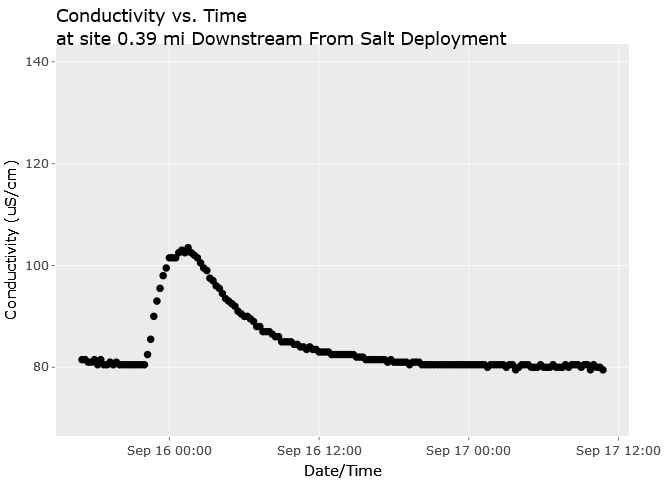 Conductivity vs. Time
at site 0.39 mi Downstream From Salt Deployment
140
120
100
80
Conductivity (uS/cm)
Sep 16 00:00 Sep 16 12:00 Sep 17 00:00 Sep 17 12:00
Date/Time